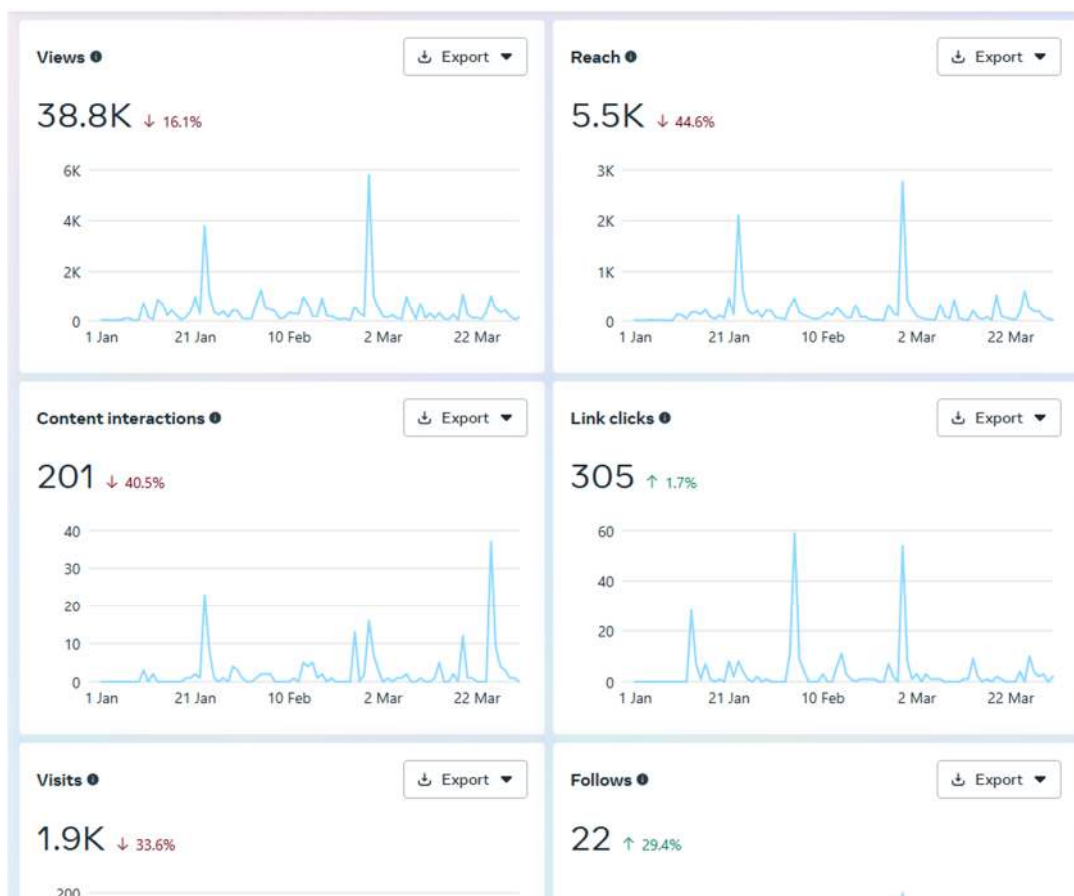 Views Export
38.8K ↓ 16.1%
6K
4K
2K
0
1 Jan 21 Jan 10 Feb 2 Mar 22 Mar
Reach Export
5.5K ↓ 44.6%
3K
2K
1K
0
1 Jan 21 Jan 10 Feb 2 Mar 22 Mar
Content interactions Export
201 ↓ 40.5%
40
30
20
10
0
1 Jan 21 Jan 10 Feb 2 Mar 22 Mar
Link clicks Export
305 ↑ 1.7%
60
40
20
0
1 Jan 21 Jan 10 Feb 2 Mar 22 Mar
Visits Export
1.9K ↓ 33.6%
200
Follows Export
22 ↑ 29.4%